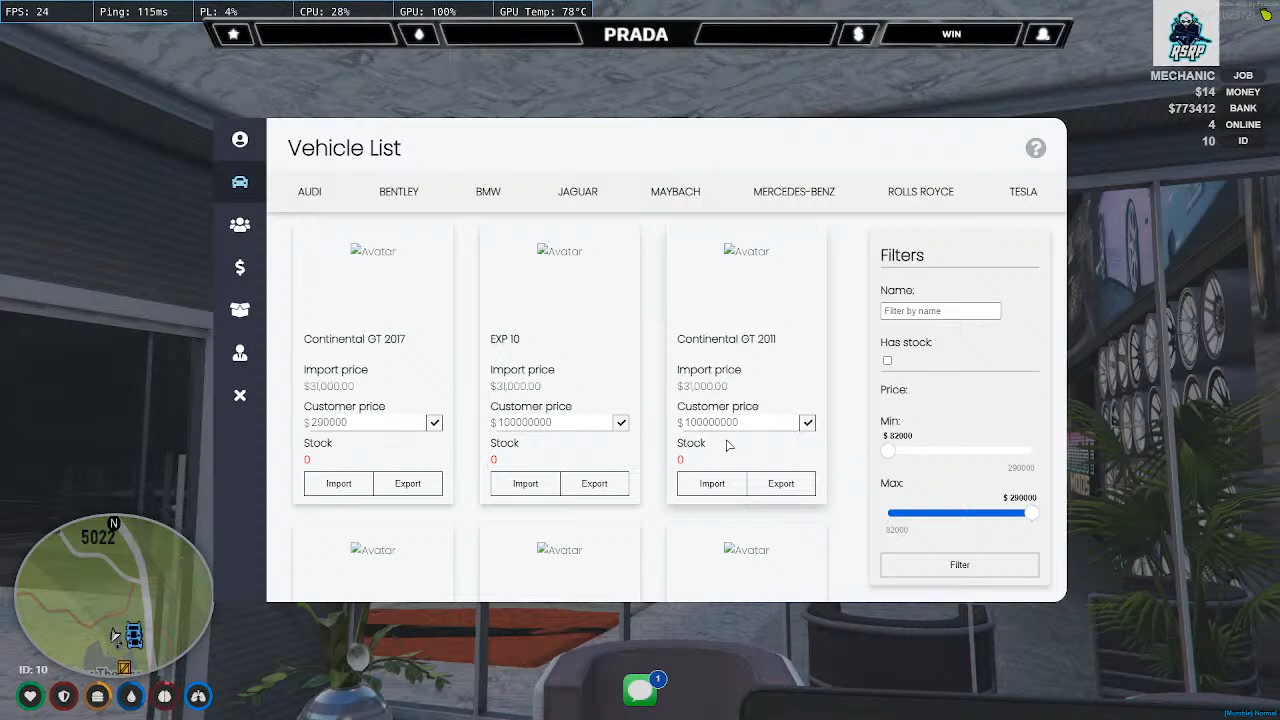 FPS: 24 Ping: 115ms PL: 4% CPU: 28% GPU: 100% GPU Temp: 78°C
PRADA
WIN
RSRP
MECHANIC JOB
$14 MONEY
$773412 BANK
4 ONLINE
10 ID
Vehicle List
?
AUDI BENTLEY BMW JAGUAR MAYBACH MERCEDES-BENZ ROLLS ROYCE TESLA
Avatar Avatar Avatar
Continental GT 2017 EXP 10 Continental GT 2011
Import price Import price Import price
$31,000.00 $31,000.00 $31,000.00
Customer price Customer price Customer price
$290000 $100000000 $100000000
Stock Stock Stock
0 0 0
Import Export Import Export Import Export
Avatar Avatar Avatar
Filters
Name:
Filter by name
Has stock:
Price:
Min:
$ 82000
290000
Max:
$ 290000
82000
Filter
N
5022
ID: 10
1
[Mumble] Normal